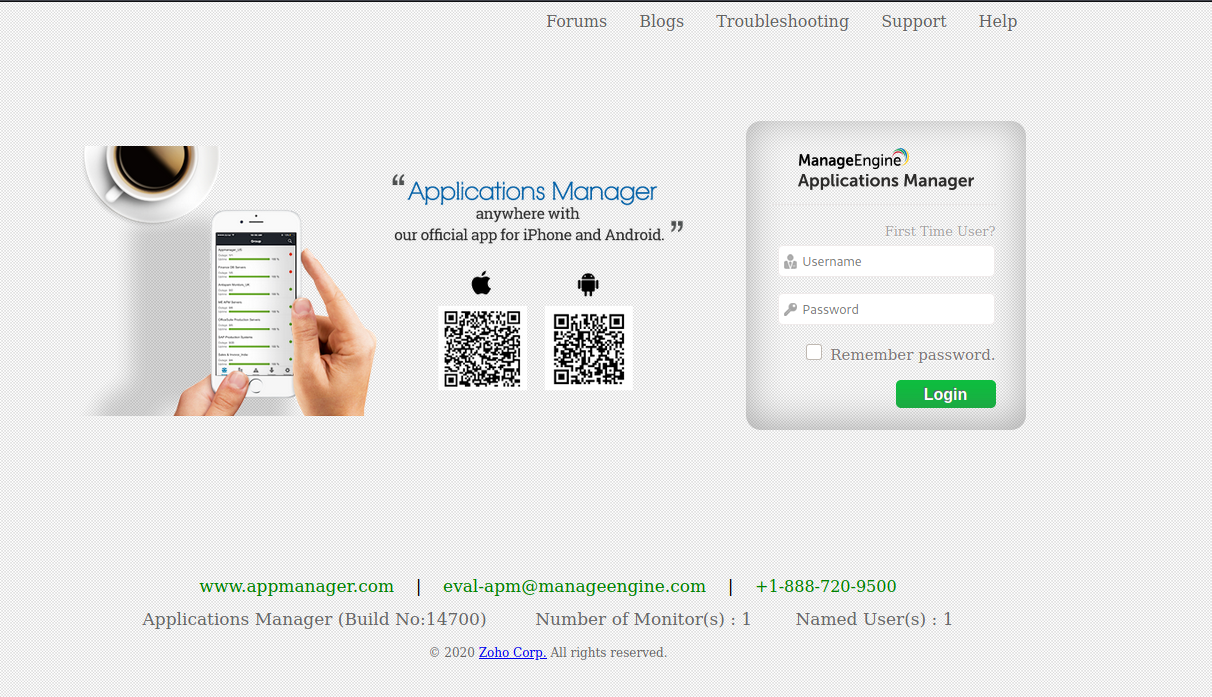 Forums Blogs Troubleshooting Support Help
ManageEngine
Applications Manager
“Applications Manager
anywhere with
our official app for iPhone and Android.”
First Time User?
Username
Password
Remember password.
Login
www.appmanager.com | eval-apm@manageengine.com | +1-888-720-9500
Applications Manager (Build No:14700) Number of Monitor(s) : 1 Named User(s) : 1
© 2020 Zoho Corp. All rights reserved.